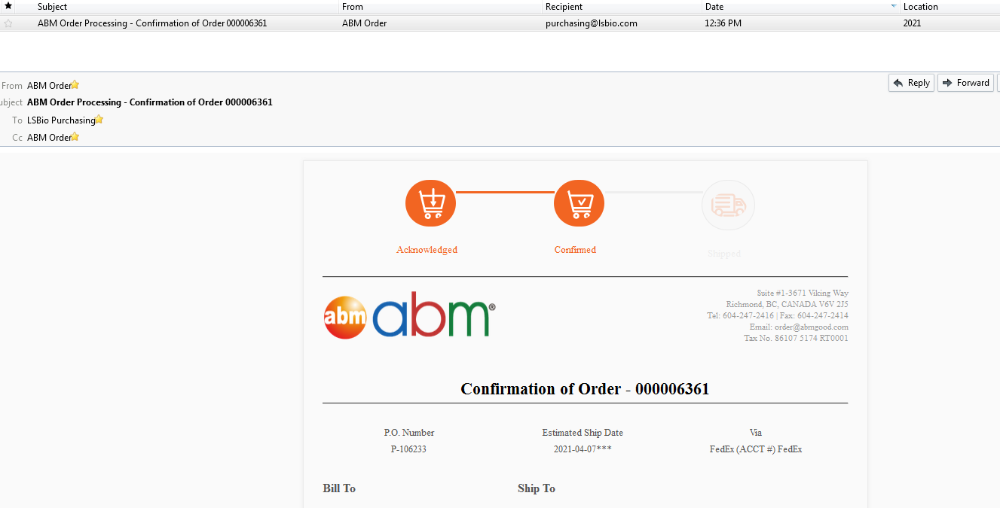 Subject From Recipient Date Location
ABM Order Processing - Confirmation of Order 000006361 ABM Order purchasing@lsbio.com 12:36 PM 2021
From ABM Order
Reply Forward
ubject ABM Order Processing - Confirmation of Order 000006361
To LSBio Purchasing
Cc ABM Order
Acknowledged Confirmed Shipped
abm abm®
Suite #1-3671 Viking Way
Richmond, BC, CANADA V6V 2J5
Tel: 604-247-2416 | Fax: 604-247-2414
Email: order@abmgood.com
Tax No. 86107 5174 RT0001
Confirmation of Order - 000006361
P.O. Number Estimated Ship Date Via
P-106233 2021-04-07*** FedEx (ACCT #) FedEx
Bill To Ship To